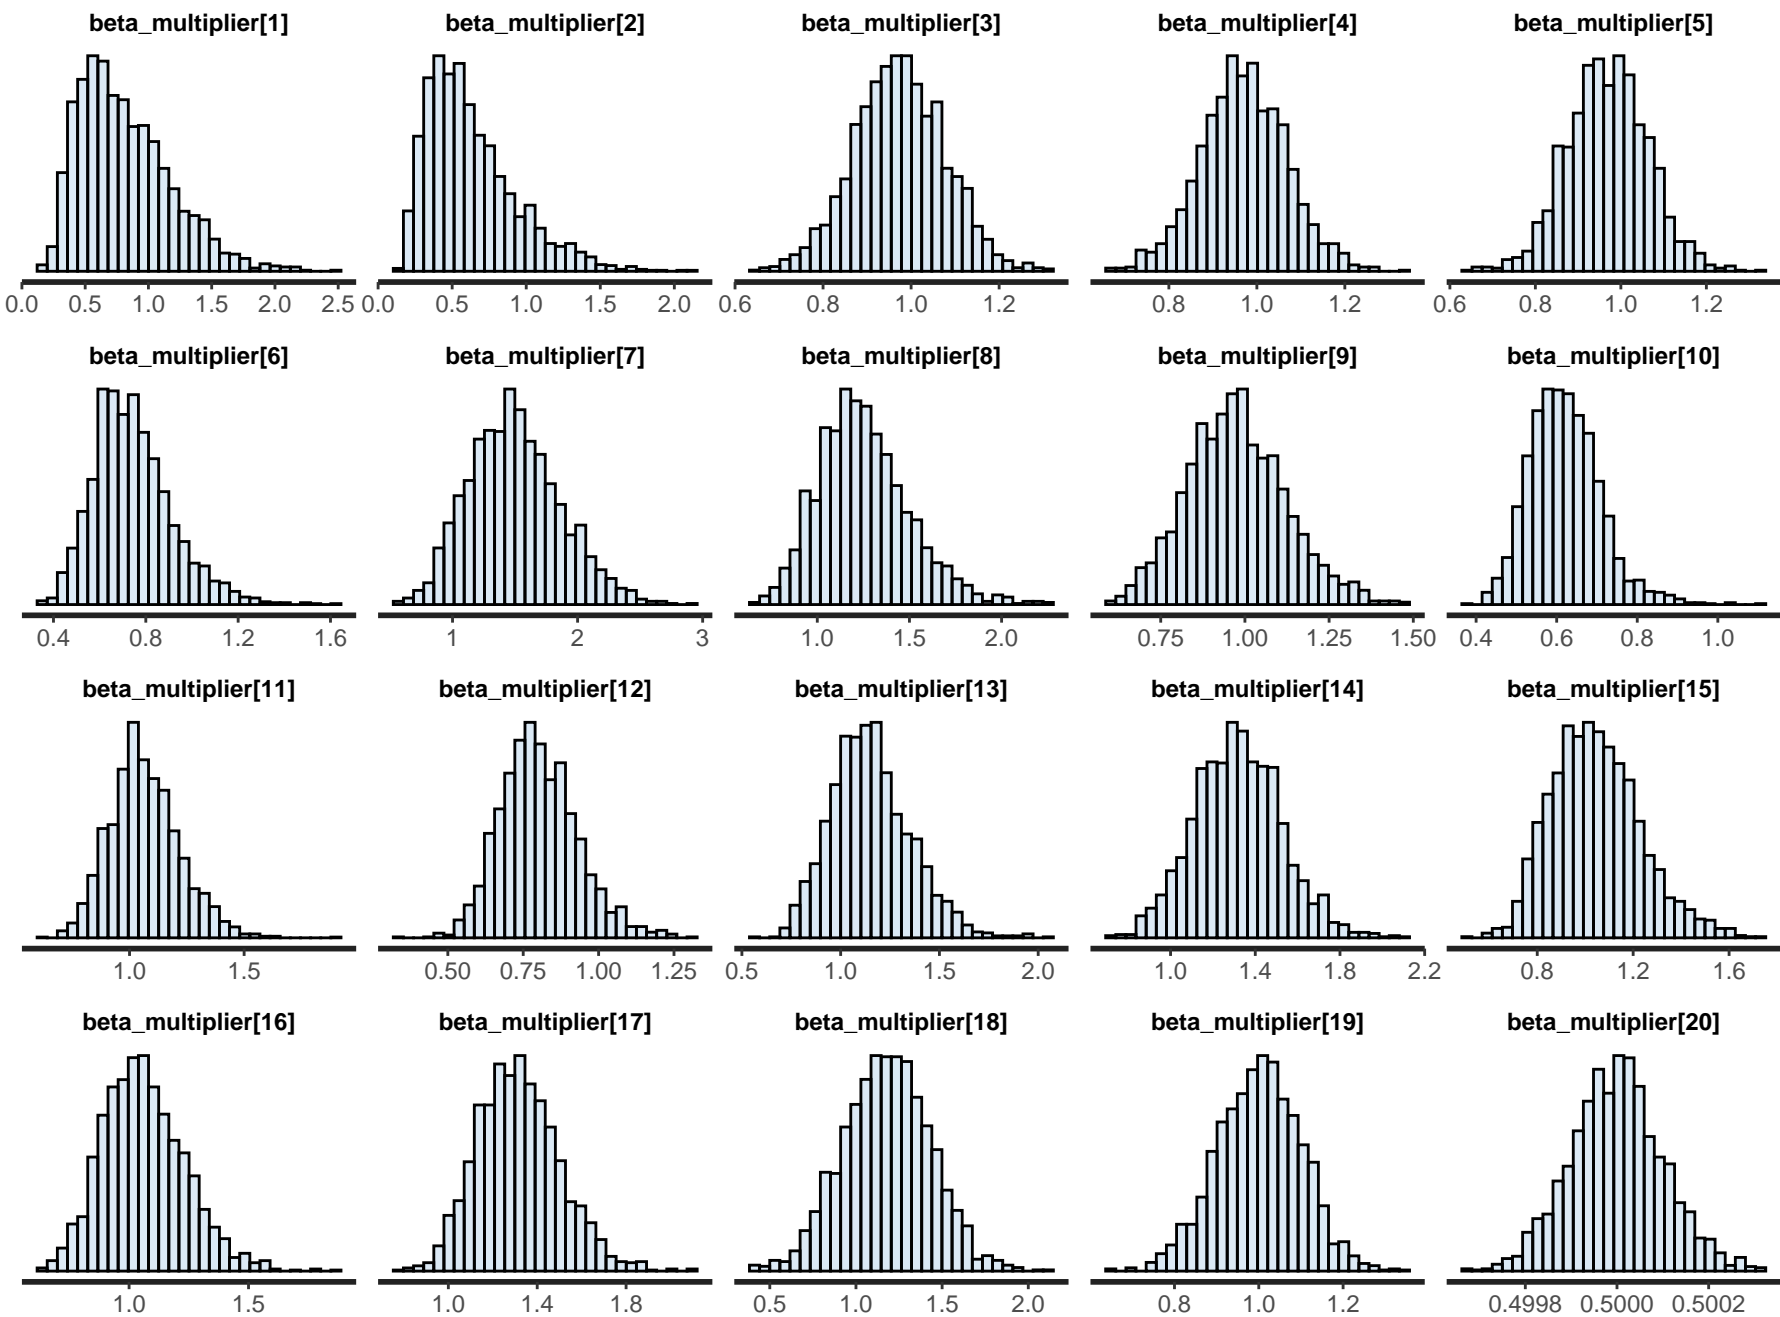 beta_multiplier[1] beta_multiplier[2] beta_multiplier[3] beta_multiplier[4] beta_multiplier[5]
0.0 0.5 1.0 1.5 2.0 2.5 0.0 0.5 1.0 1.5 2.0 0.6 0.8 1.0 1.2 0.8 1.0 1.2 0.6 0.8 1.0 1.2
beta_multiplier[6] beta_multiplier[7] beta_multiplier[8] beta_multiplier[9] beta_multiplier[10]
0.4 0.8 1.2 1.6 1 2 3 1.0 1.5 2.0 0.75 1.00 1.25 1.50 0.4 0.6 0.8 1.0
beta_multiplier[11] beta_multiplier[12] beta_multiplier[13] beta_multiplier[14] beta_multiplier[15]
1.0 1.5 0.50 0.75 1.00 1.25 0.5 1.0 1.5 2.0 1.0 1.4 1.8 2.2 0.8 1.2 1.6
beta_multiplier[16] beta_multiplier[17] beta_multiplier[18] beta_multiplier[19] beta_multiplier[20]
1.0 1.5 1.0 1.4 1.8 0.5 1.0 1.5 2.0 0.8 1.0 1.2 0.4998 0.5000 0.5002